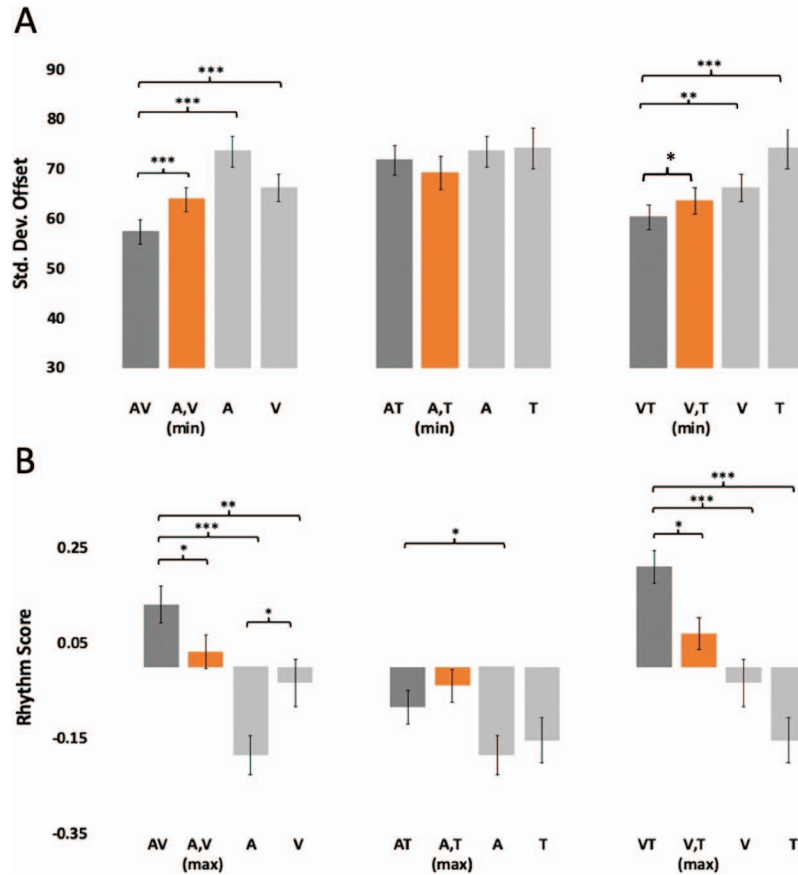 A
Std. Dev. Offset
90
80
70
60
50
40
30
***
***
***
***
**
*
AV A,V A V
(min)
AT A,T A T
(min)
VT V,T V T
(min)
B
Rhythm Score
0.25
0.05
-0.15
-0.35
**
***
*
*
*
***
***
*
AV A,V A V
(max)
AT A,T A T
(max)
VT V,T V T
(max)